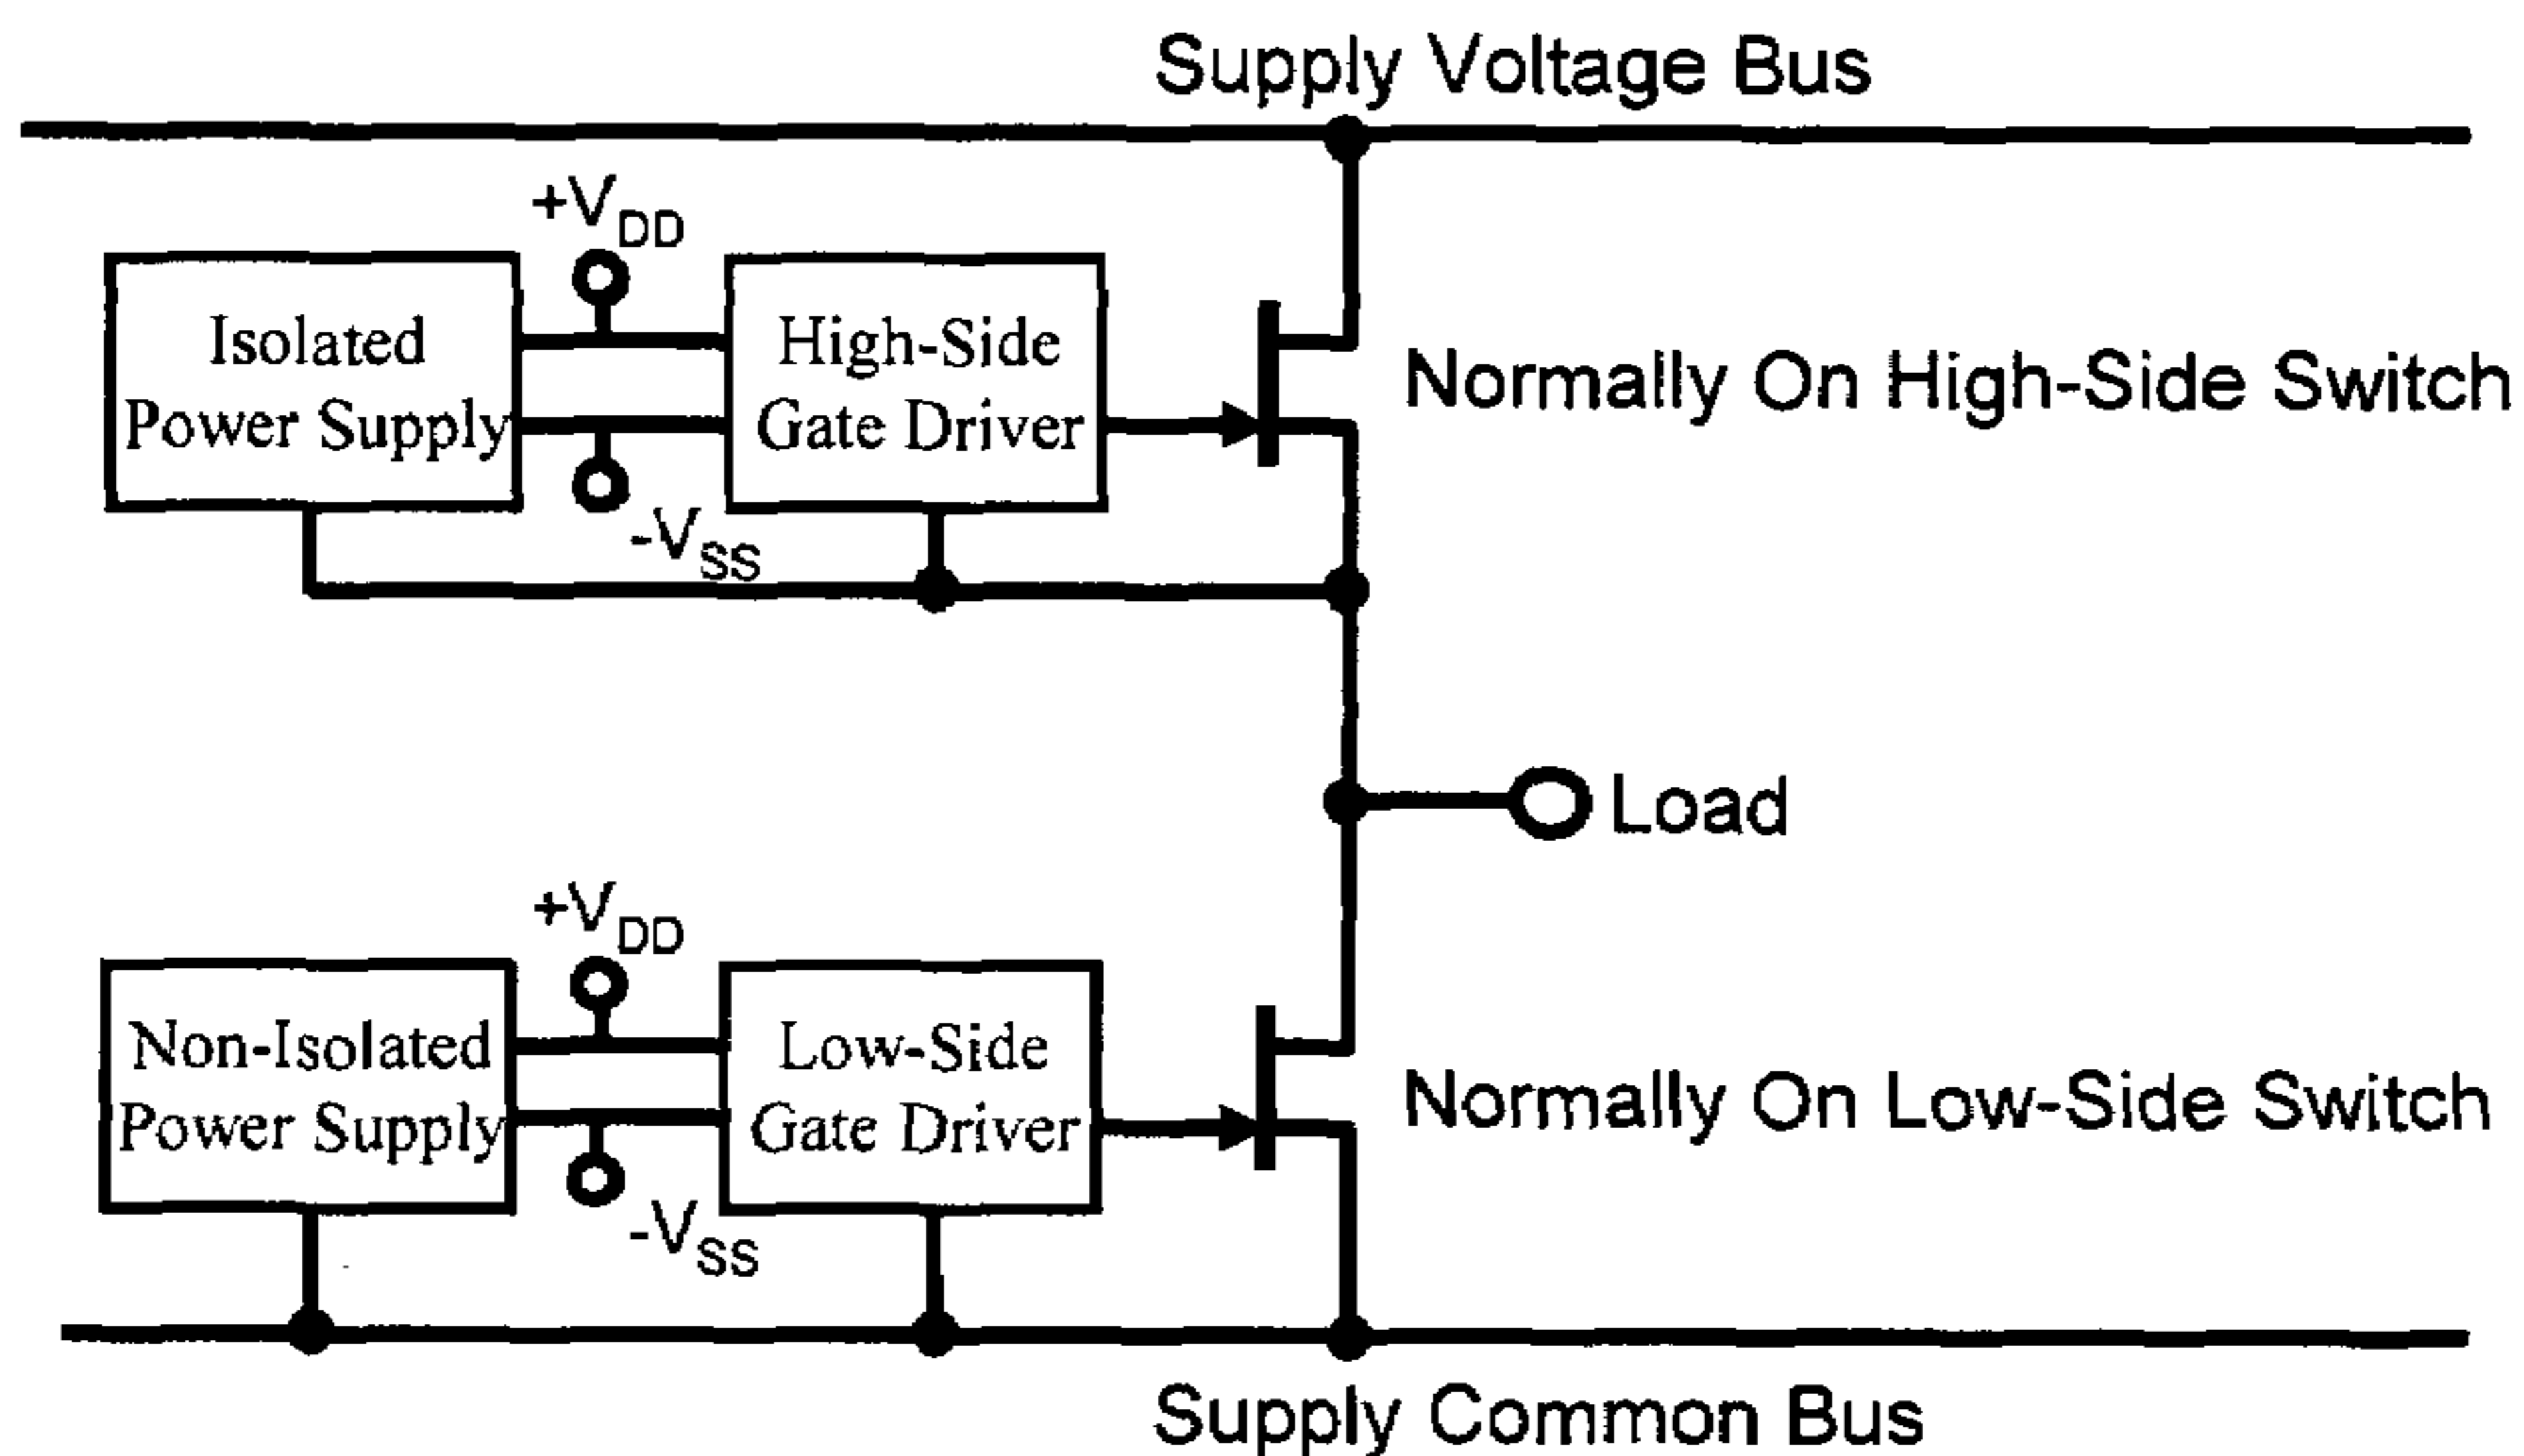 Supply Voltage Bus
+VDD
Isolated
Power Supply
High-Side
Gate Driver
Normally On High-Side Switch
-VSS
Load
+VDD
Non-Isolated
Power Supply
Low-Side
Gate Driver
Normally On Low-Side Switch
-VSS
Supply Common Bus